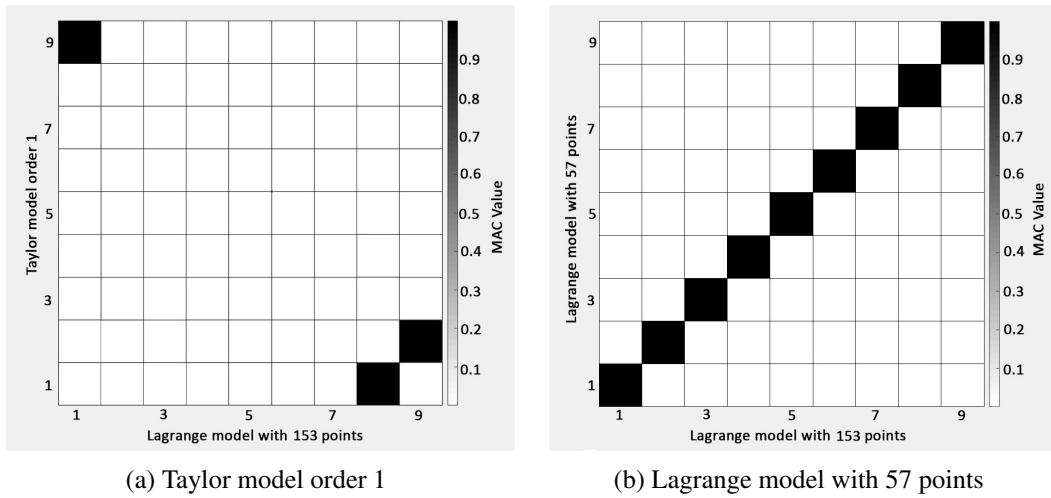 9
7
5
3
1
Taylor model order 1
1 3 5 7 9
Lagrange model with 153 points
0.9
0.8
0.7
0.6
0.5
0.4
0.3
0.2
0.1
MAC Value
(a) Taylor model order 1
9
7
5
3
1
Lagrange model with 57 points
1 3 5 7 9
Lagrange model with 153 points
0.9
0.8
0.7
0.6
0.5
0.4
0.3
0.2
0.1
MAC Value
(b) Lagrange model with 57 points